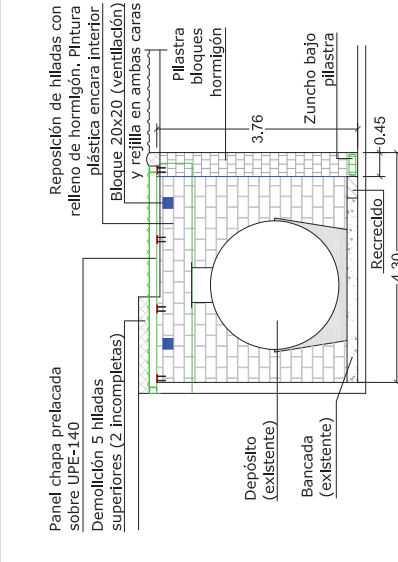 Reposición de hiladas con
relleno de hormigón. Pintura
plástica encara interior
Bloque 20x20 (ventilación)
y rejilla en ambas caras
Pilastra
bloques
hormigón
Zuncho bajo
pilastra
3.76
0.45
4.30
Recrecido
Panel chapa prelacada
sobre UPE-140
Demolición 5 hiladas
superiores (2 incompletas)
Depósito
(existente)
Bancada
(existente)